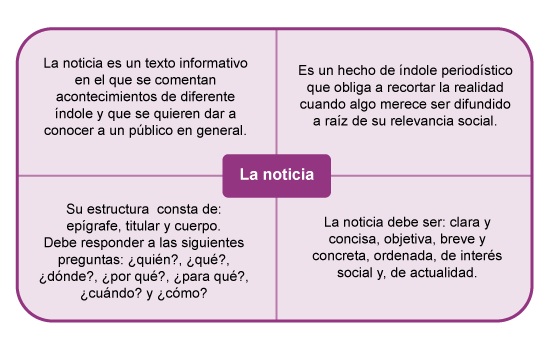 La noticia es un texto informativo
en el que se comentan
acontecimientos de diferente
índole y que se quieren dar a
conocer a un público en general.
Es un hecho de índole periodístico
que obliga a recortar la realidad
cuando algo merece ser difundido
a raíz de su relevancia social.
La noticia
Su estructura consta de:
epígrafe, titular y cuerpo.
Debe responder a las siguientes
preguntas: ¿quién?, ¿qué?,
¿dónde?, ¿por qué?, ¿para qué?,
¿cuándo? y ¿cómo?
La noticia debe ser: clara y
concisa, objetiva, breve y
concreta, ordenada, de interés
social y, de actualidad.